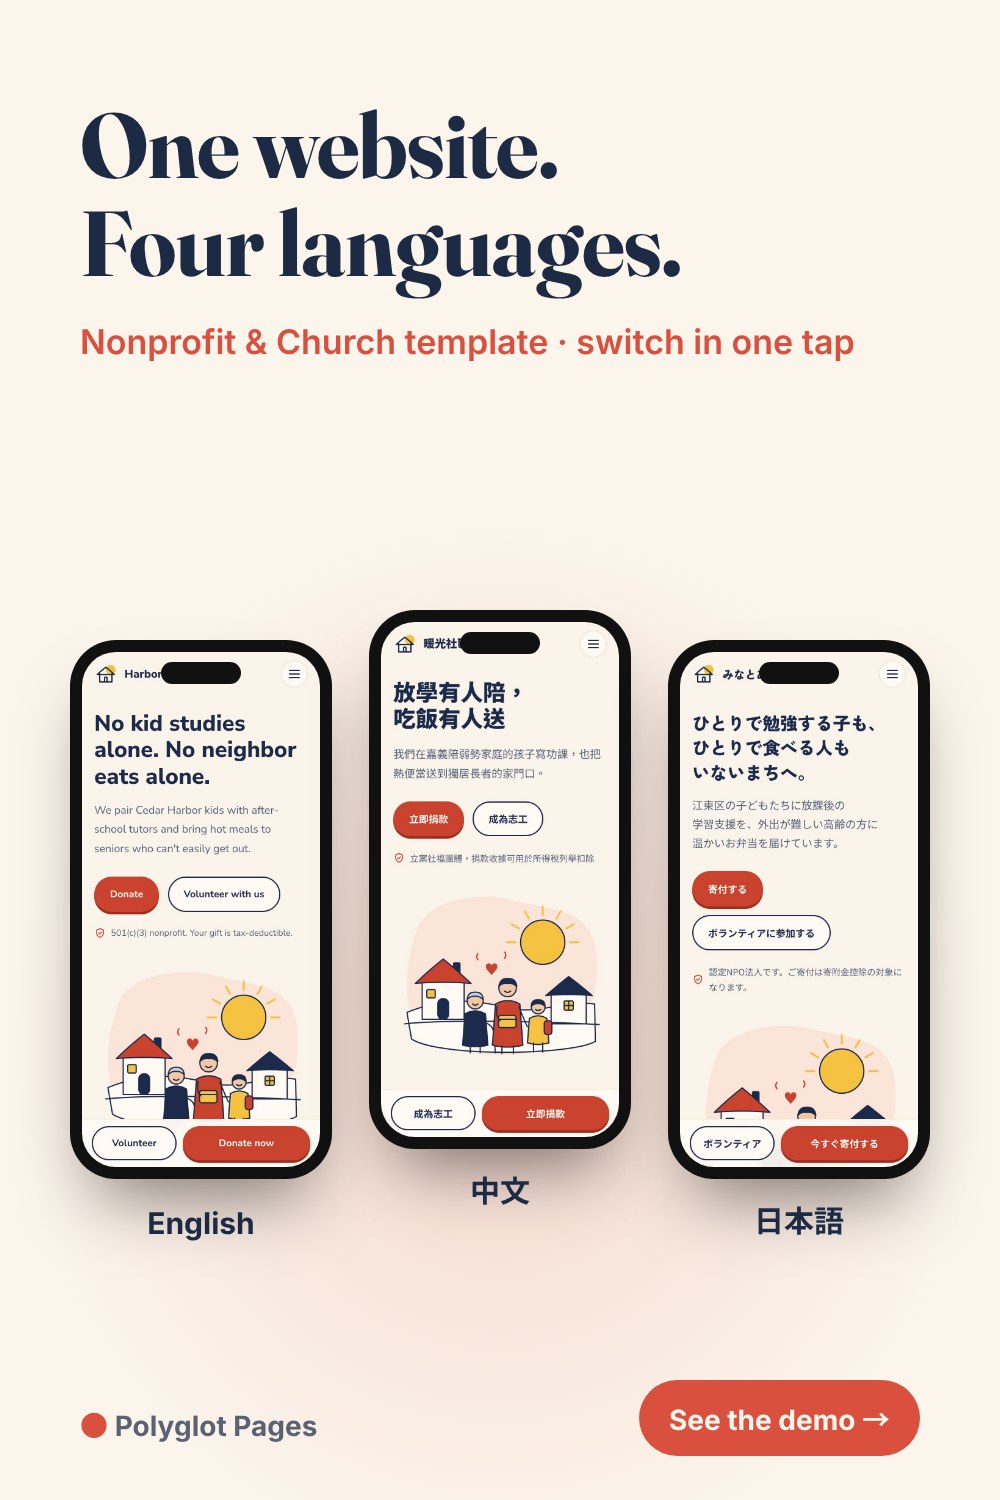 One website.
Four languages.
Nonprofit & Church template · switch in one tap
Harbor
No kid studies
alone. No neighbor
eats alone.
We pair Cedar Harbor kids with after-
school tutors and bring hot meals to
seniors who can't easily get out.
Donate
Volunteer with us
501(c)(3) nonprofit. Your gift is tax-deductible.
Volunteer
Donate now
English
暖光社
放學有人陪，
吃飯有人送
我們在嘉義陪弱勢家庭的孩子寫功課，也把
熱便當送到獨居長者的家門口。
立即捐款
成為志工
立案社福團體，捐款收據可用於所得稅列舉扣除
成為志工
立即捐款
中文
みなと
ひとりで勉強する子も、
ひとりで食べる人も
いないまちへ。
江東区の子どもたちに放課後の
学習支援を、外出が難しい高齢の方に
温かいお弁当を届けています。
寄付する
ボランティアに参加する
認定NPO法人です。ご寄付は寄附金控除の対象に
なります。
ボランティア
今すぐ寄付する
日本語
Polyglot Pages
See the demo →